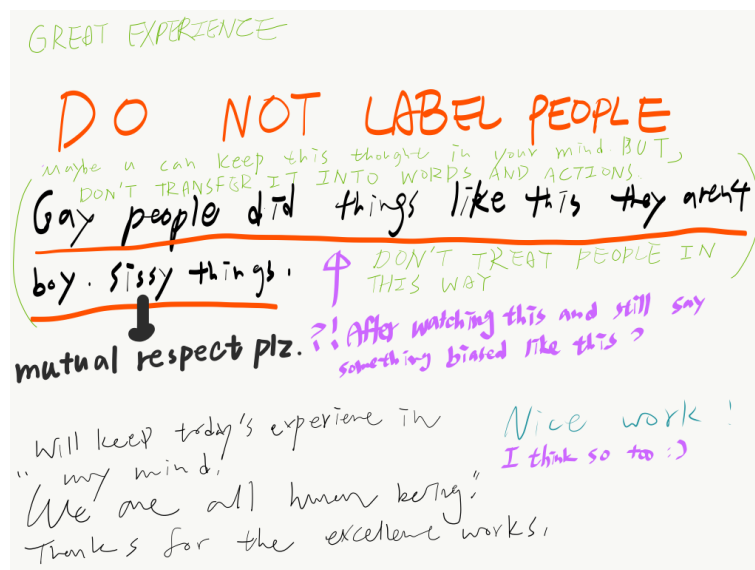 GREAT EXPERIENCE
DO NOT LABEL PEOPLE
Maybe u can keep this thought in your mind. BUT,
DON'T TRANSFER IT INTO WORDS AND ACTIONS.
Gay people did things like this they aren't
boy. sissy things.
DON'T TREAT PEOPLE IN
THIS WAY
mutual respect plz.
?! After watching this and still say
something biased like this?
Will keep today's experiene in
my mind.
"We are all human being."
Thanks for the excellene works.
Nice work!
I think so too :)